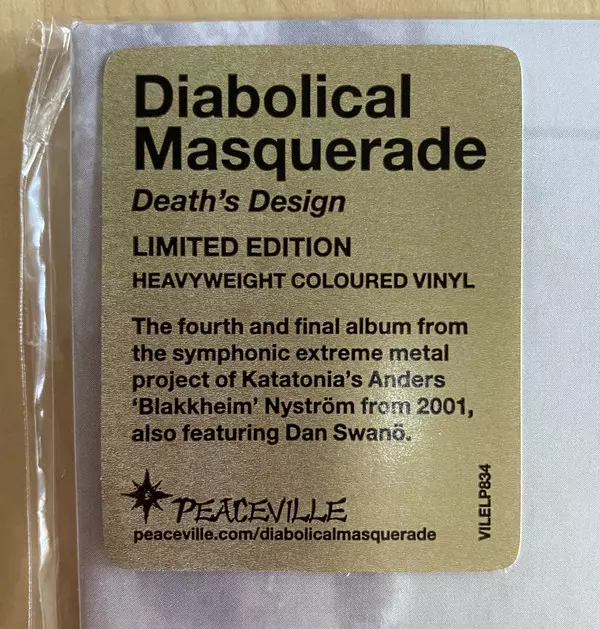 Diabolical
Masquerade
Death's Design
LIMITED EDITION
HEAVYWEIGHT COLOURED VINYL
The fourth and final album from
the symphonic extreme metal
project of Katatonia's Anders
‘Blakkheim’ Nyström from 2001,
also featuring Dan Swanö.
PEACEVILLE
peaceville.com/diabolicalmasquerade
VILELP834